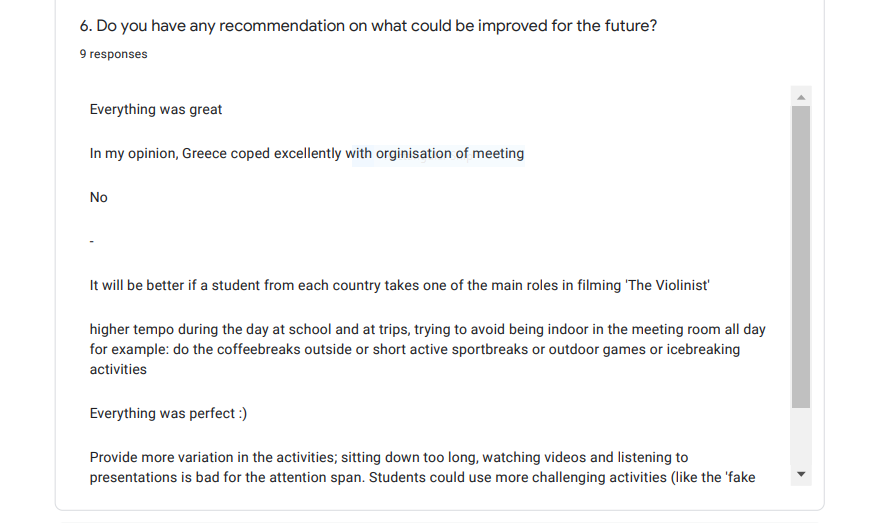 6. Do you have any recommendation on what could be improved for the future?
9 responses
Everything was great
In my opinion, Greece coped excellently with orginisation of meeting
No
-
It will be better if a student from each country takes one of the main roles in filming 'The Violinist'
higher tempo during the day at school and at trips, trying to avoid being indoor in the meeting room all day
for example: do the coffeebreaks outside or short active sportbreaks or outdoor games or icebreaking
activities
Everything was perfect :)
Provide more variation in the activities; sitting down too long, watching videos and listening to
presentations is bad for the attention span. Students could use more challenging activities (like the 'fake